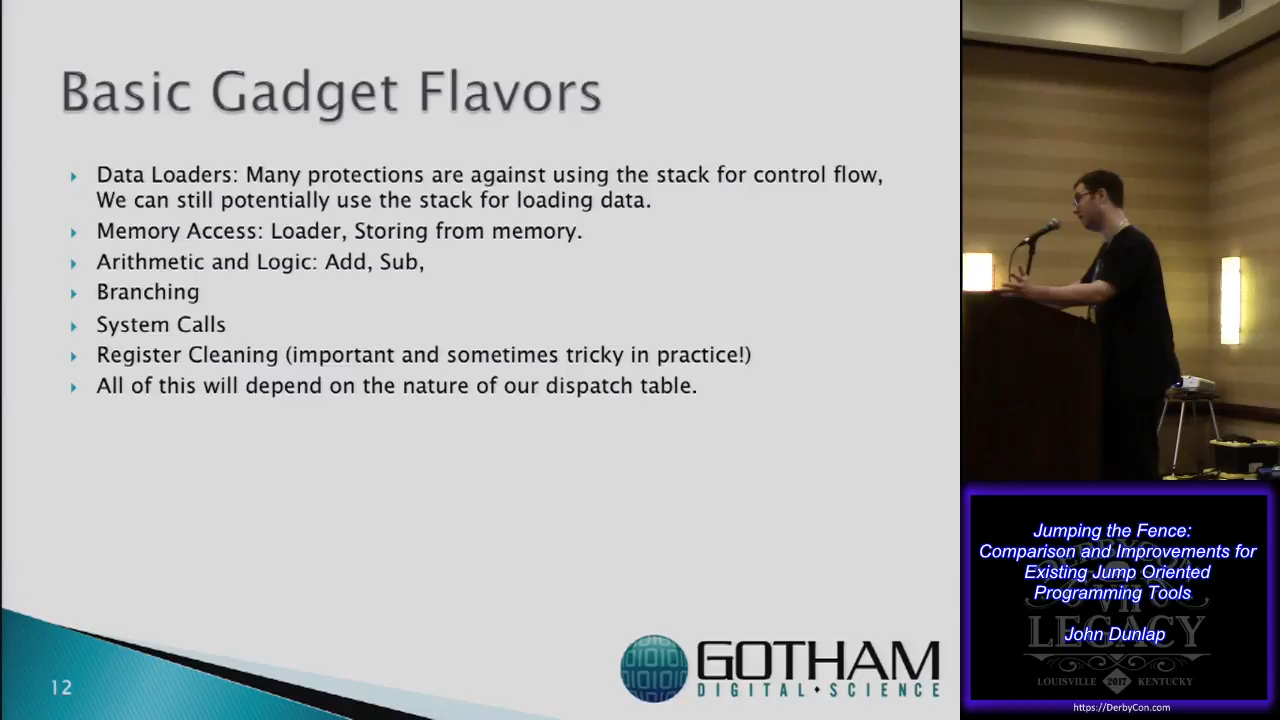 Basic Gadget Flavors
Data Loaders: Many protections are against using the stack for control flow,
We can still potentially use the stack for loading data.
Memory Access: Loader, Storing from memory.
Arithmetic and Logic: Add, Sub,
Branching
System Calls
Register Cleaning (important and sometimes tricky in practice!)
All of this will depend on the nature of our dispatch table.
12
GOTHAM
DIGITAL SCIENCE
Jumping the Fence:
Comparison and Improvements for
Existing Jump Oriented
Programming Tools
John Dunlap
DERBYCON
VII
LEGACY
LOUISVILLE 2017 KENTUCKY
https://DerbyCon.com